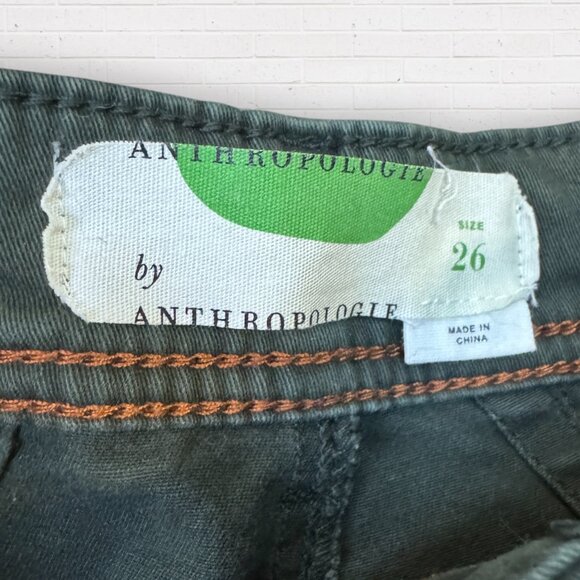 ANTHROPOLOGIE
by
ANTHROPOLOGIE
SIZE
26
MADE IN
CHINA